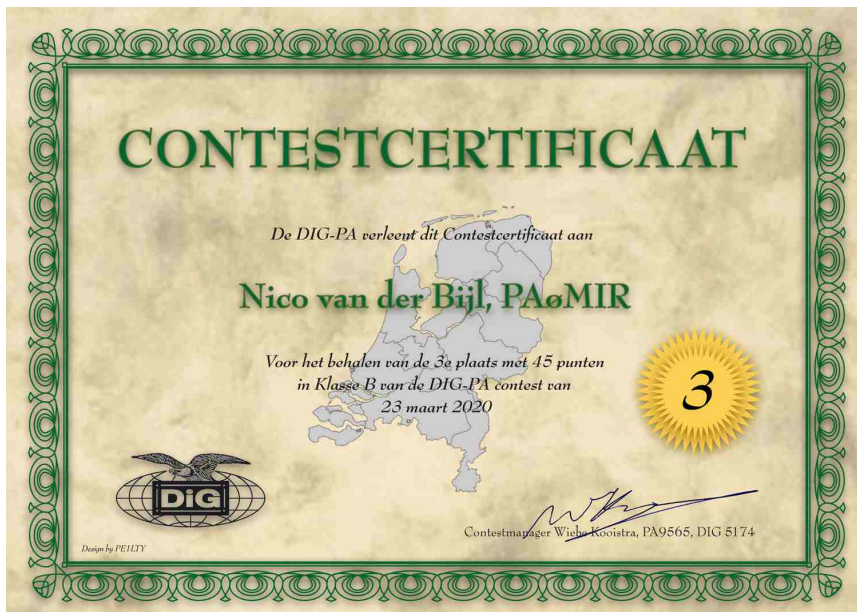 CONTESTCERTIFICAAT
De DIG-PA verleent dit Contestcertificaat aan
Nico van der Bijl, PAøMIR
Voor het behalen van de 3e plaats met 45 punten
in Klasse B van de DIG-PA contest van
23 maart 2020
3
DiG
Contestmanager Wiebe Kooistra, PA9565, DIG 5174
Design by PE1LTY